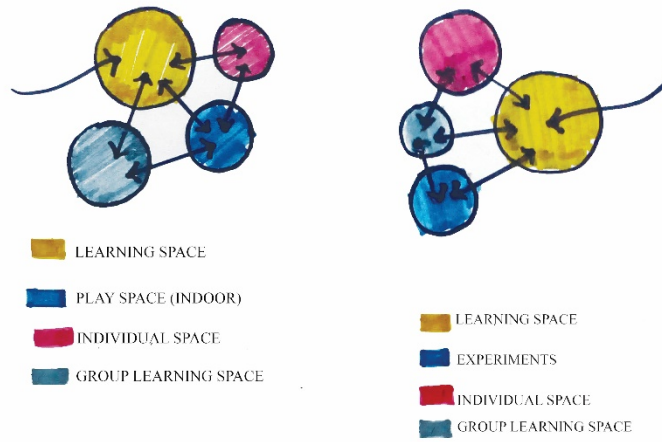 LEARNING SPACE
PLAY SPACE (INDOOR)
INDIVIDUAL SPACE
GROUP LEARNING SPACE
LEARNING SPACE
EXPERIMENTS
INDIVIDUAL SPACE
GROUP LEARNING SPACE